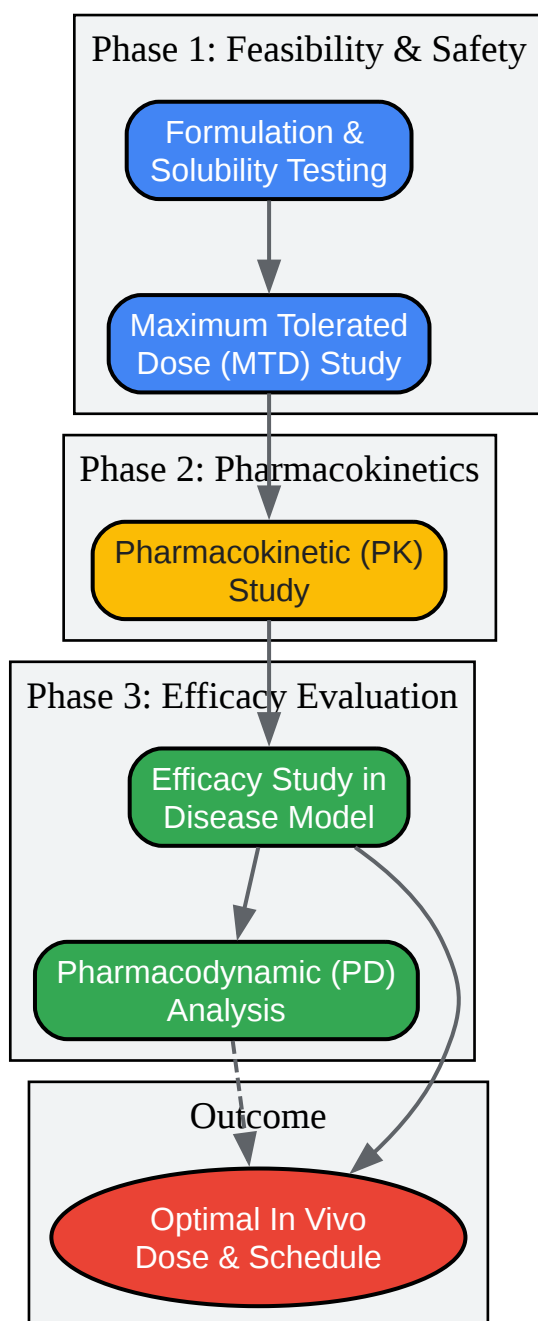 Phase 1: Feasibility & Safety
Formulation &
Solubility Testing
Maximum Tolerated
Dose (MTD) Study
Phase 2: Pharmacokinetics
Pharmacokinetic (PK)
Study
Phase 3: Efficacy Evaluation
Efficacy Study in
Disease Model
Pharmacodynamic (PD)
Analysis
Outcome
Optimal In Vivo
Dose & Schedule